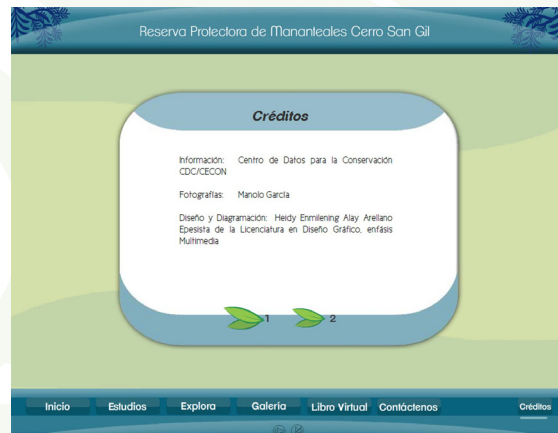 Reserva Protectora de Mananteales Cerro San Gil
Créditos
Información: Centro de Datos para la Conservación
CDC/CECON
Fotografías: Manolo García
Diseño y Diagramación: Heidy Enmilening Alay Arellano
Epesista de la Licenciatura en Diseño Gráfico, enfásis
Multimedia
1 2
Inicio Estudios Explora Galería Libro Virtual Contáctenos Créditos